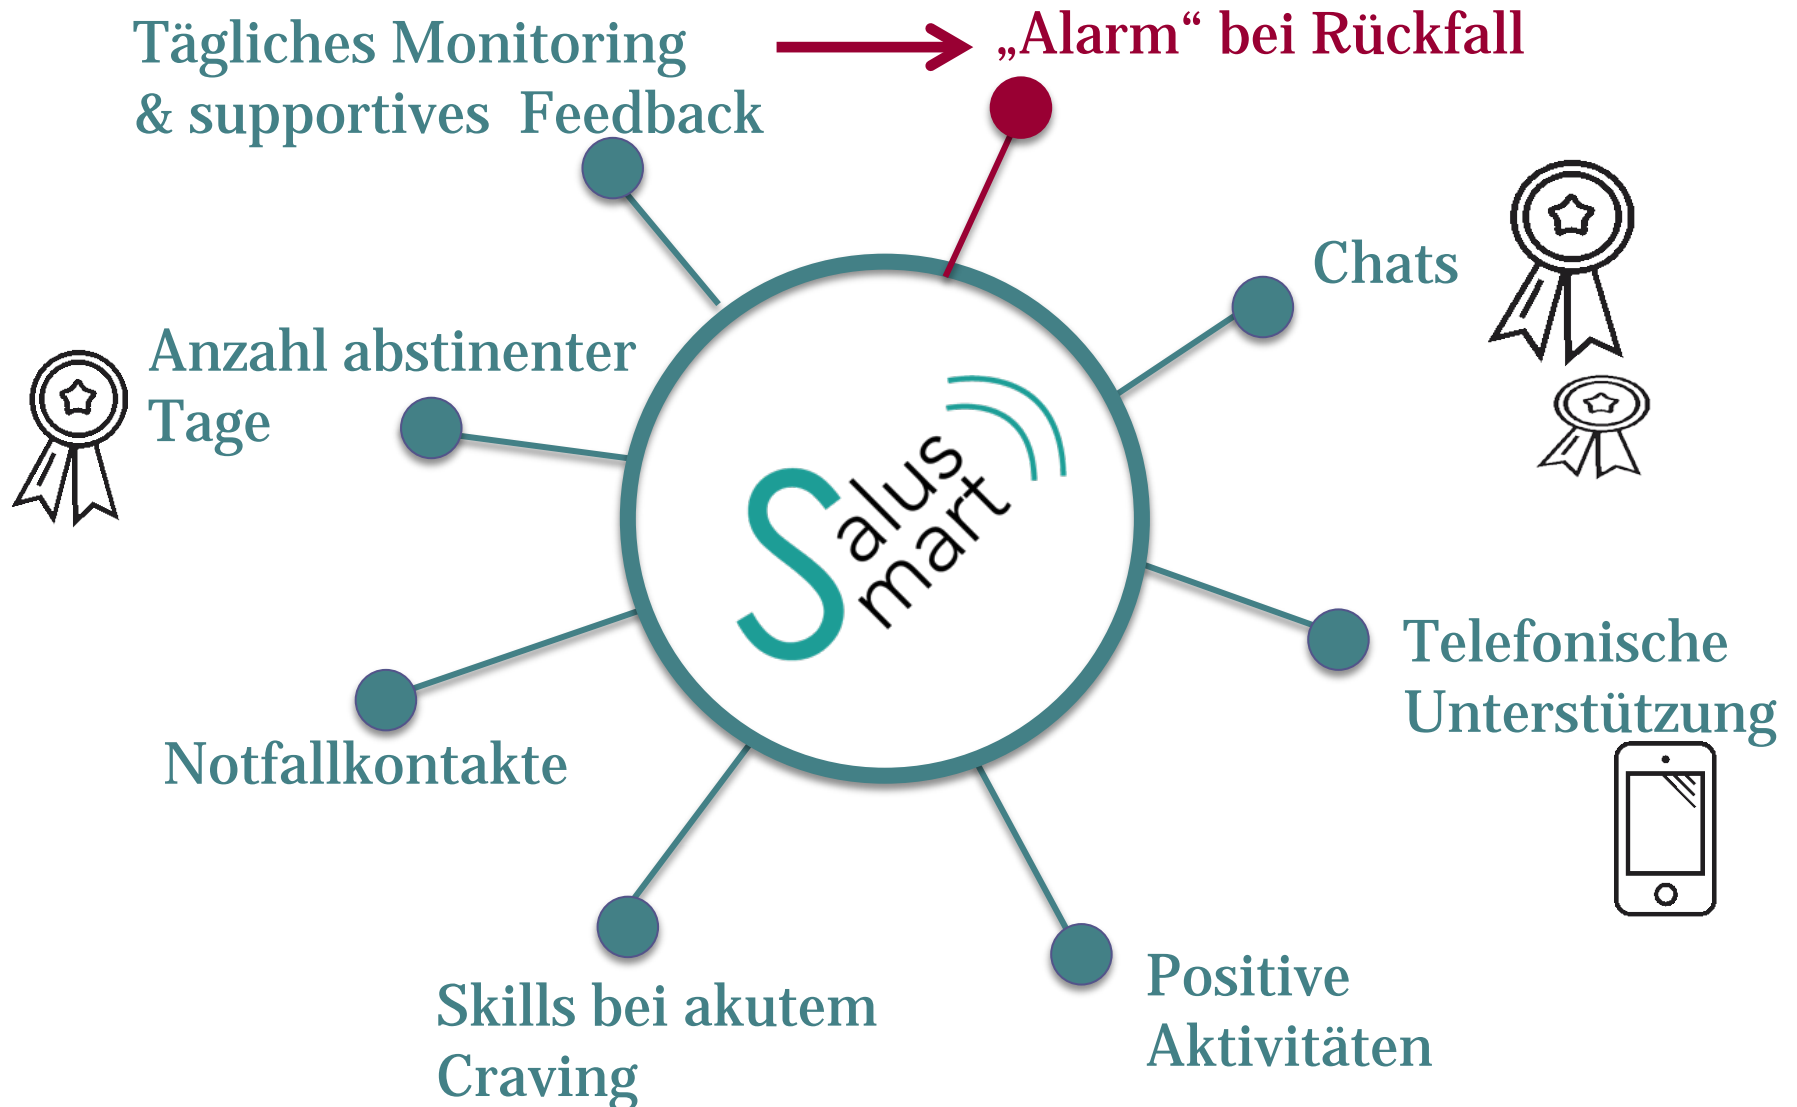 Tägliches Monitoring
& supportives Feedback
„Alarm“ bei Rückfall
Chats
Anzahl abstinenter
Tage
Salus
Smart
Telefonische
Unterstützung
Notfallkontakte
Positive
Aktivitäten
Skills bei akutem
Craving